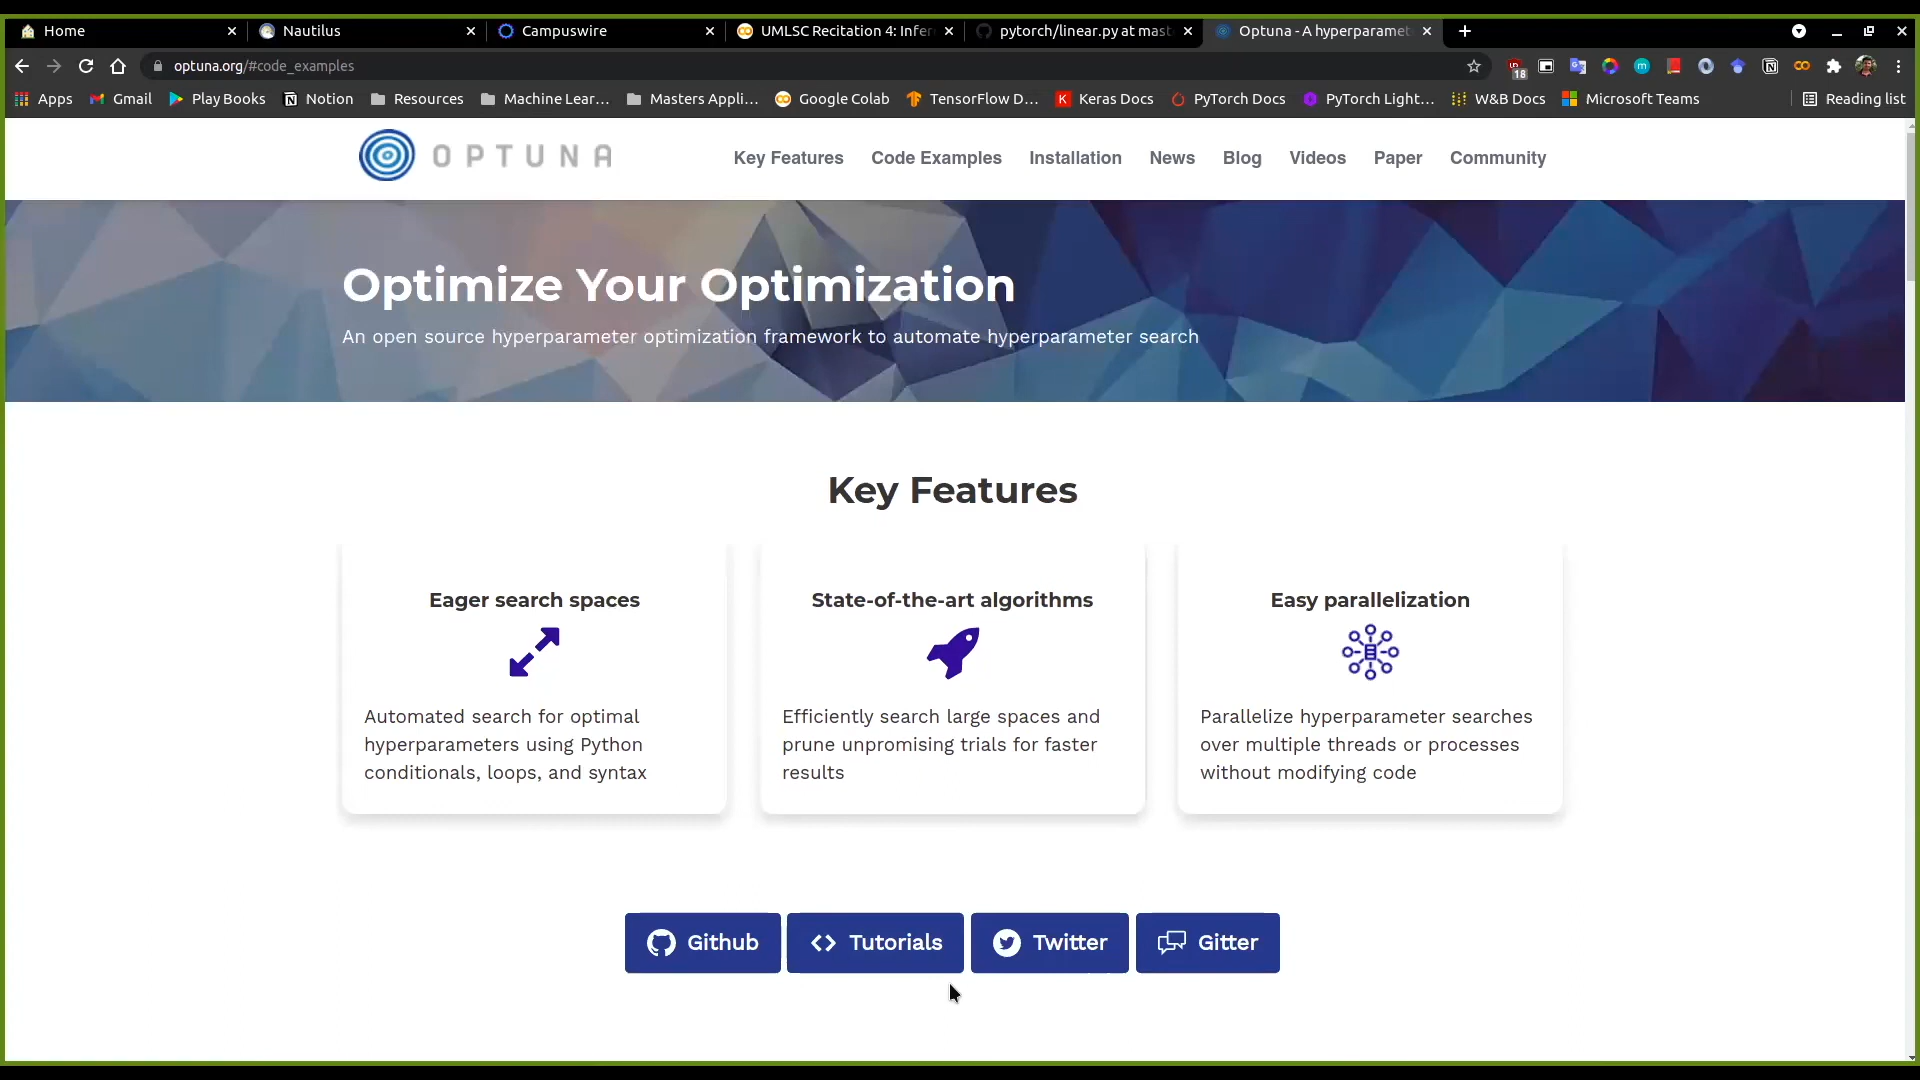 Home
Nautilus
Campuswire
UMLSC Recitation 4: Infer
pytorch/linear.py at mast
Optuna - A hyperparamet
optuna.org/#code_examples
18
Apps
Gmail
Play Books
Notion
Resources
Machine Lear...
Masters Appli...
Google Colab
TensorFlow D...
Keras Docs
PyTorch Docs
PyTorch Light...
W&B Docs
Microsoft Teams
Reading list
OPTUNA
Key Features
Code Examples
Installation
News
Blog
Videos
Paper
Community
Optimize Your Optimization
An open source hyperparameter optimization framework to automate hyperparameter search
Key Features
Eager search spaces
Automated search for optimal
hyperparameters using Python
conditionals, loops, and syntax
State-of-the-art algorithms
Efficiently search large spaces and
prune unpromising trials for faster
results
Easy parallelization
Parallelize hyperparameter searches
over multiple threads or processes
without modifying code
Github
Tutorials
Twitter
Gitter